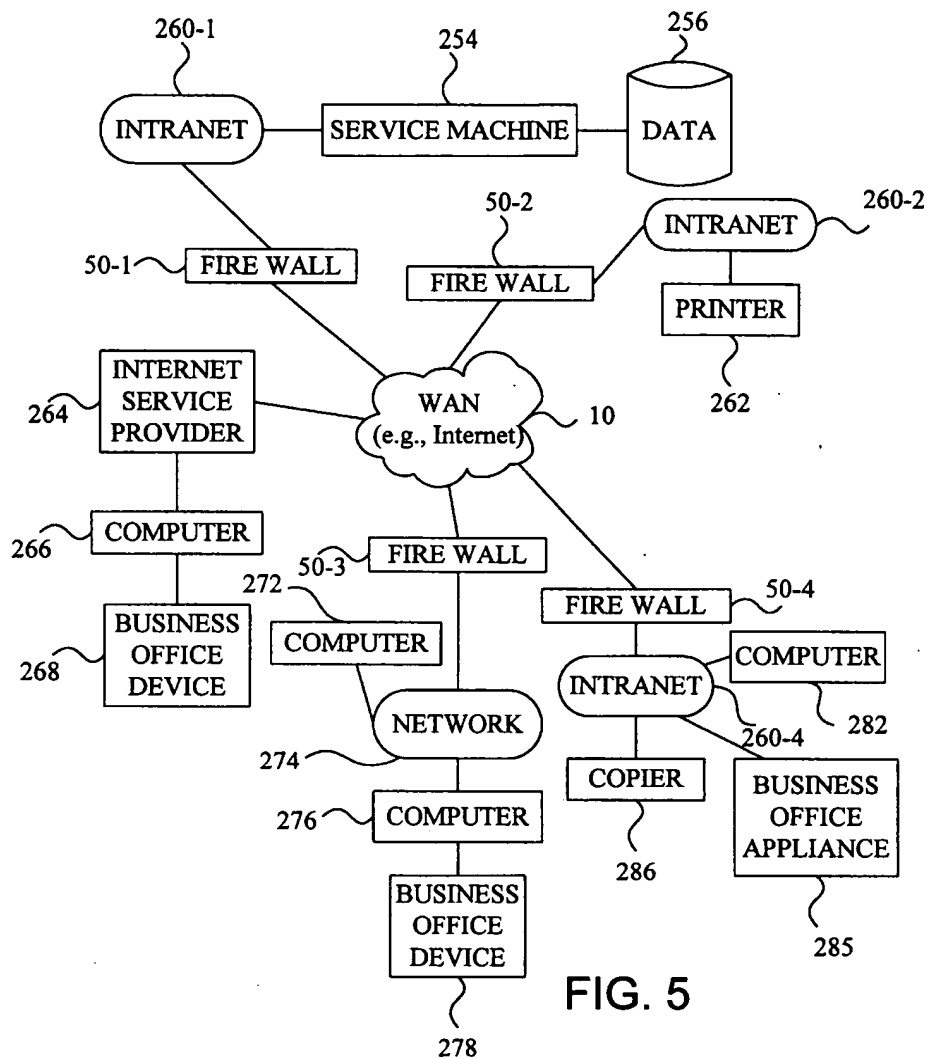 260-1
254
256
INTRANET
SERVICE MACHINE
DATA
50-2
260-2
INTRANET
50-1
FIRE WALL
FIRE WALL
PRINTER
262
INTERNET
SERVICE
PROVIDER
264
WAN
(e.g., Internet)
10
COMPUTER
266
FIRE WALL
50-3
272
50-4
FIRE WALL
BUSINESS
OFFICE
DEVICE
268
COMPUTER
COMPUTER
282
INTRANET
260-4
NETWORK
274
COPIER
286
BUSINESS
OFFICE
APPLIANCE
285
276
COMPUTER
BUSINESS
OFFICE
DEVICE
278
FIG. 5